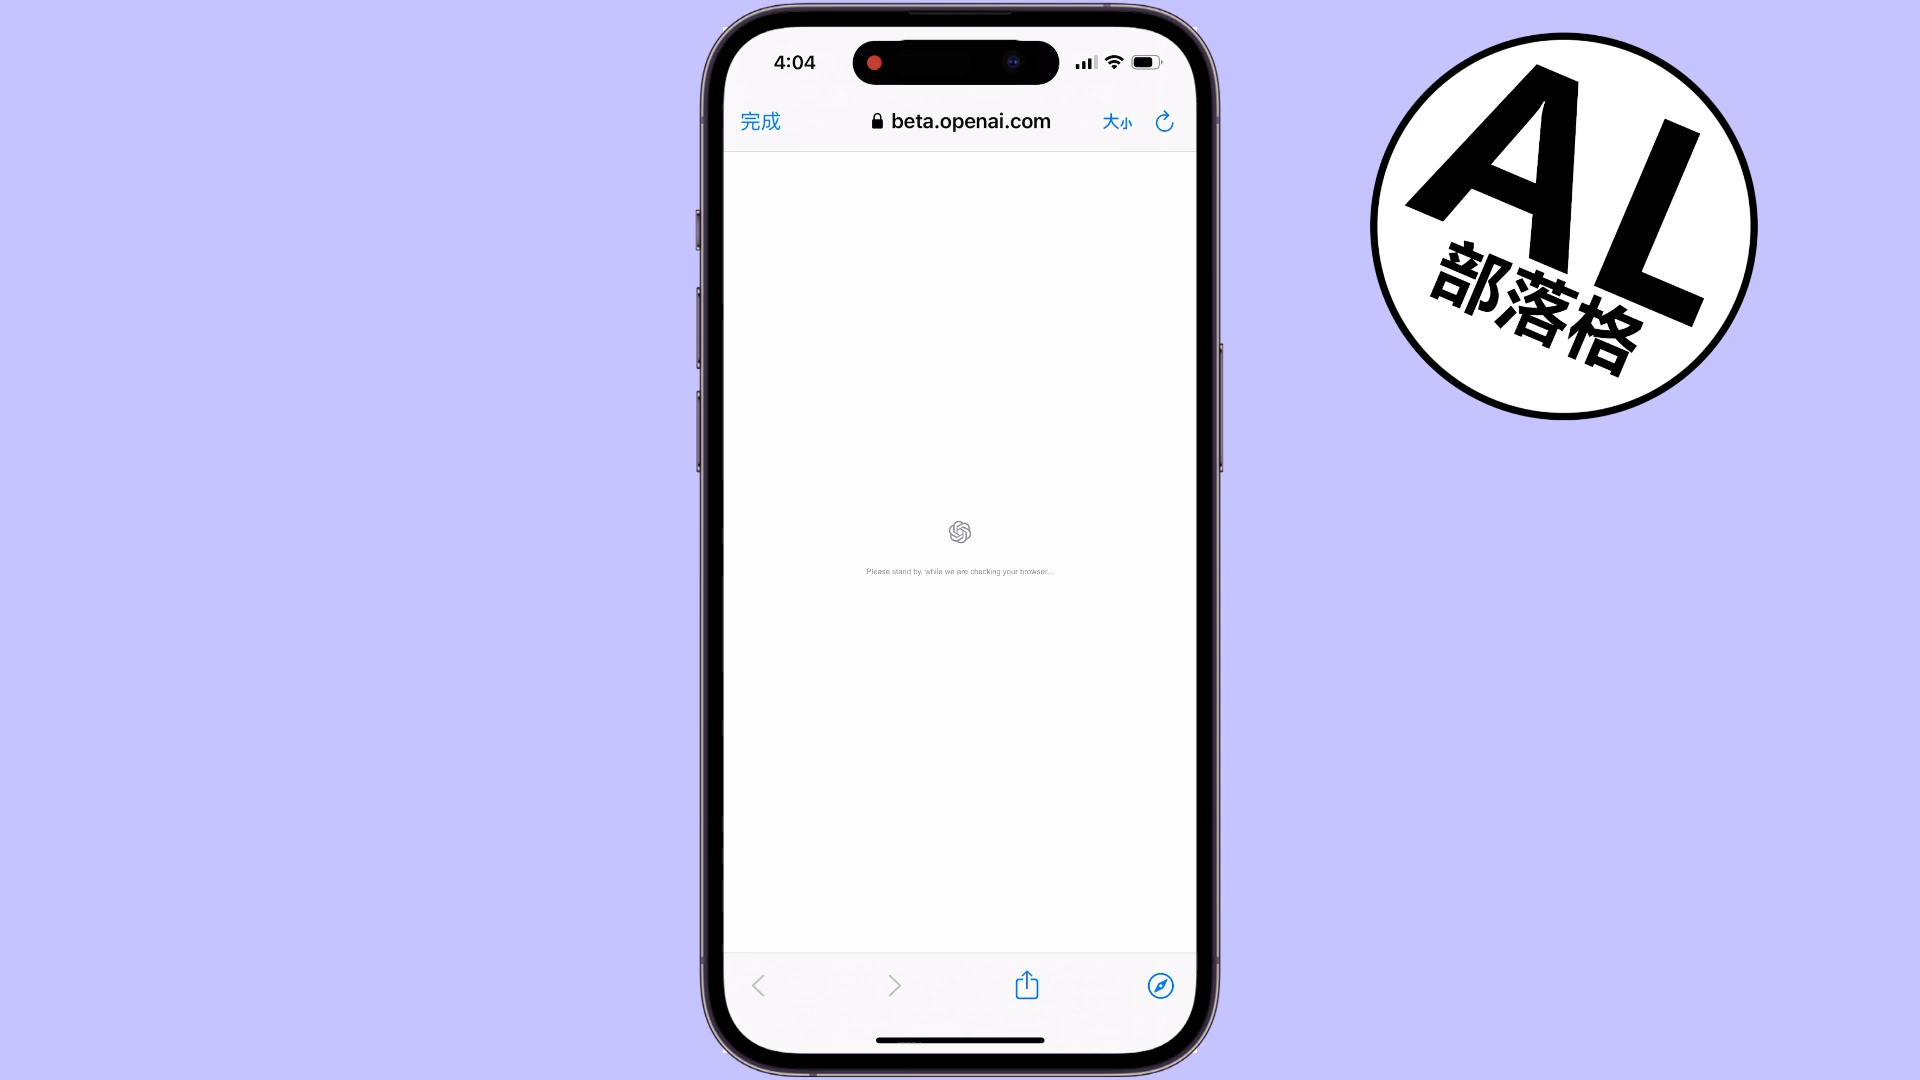 4:04
完成
beta.openai.com
大小
Please stand by, while we are checking your browser...
AL
部落格